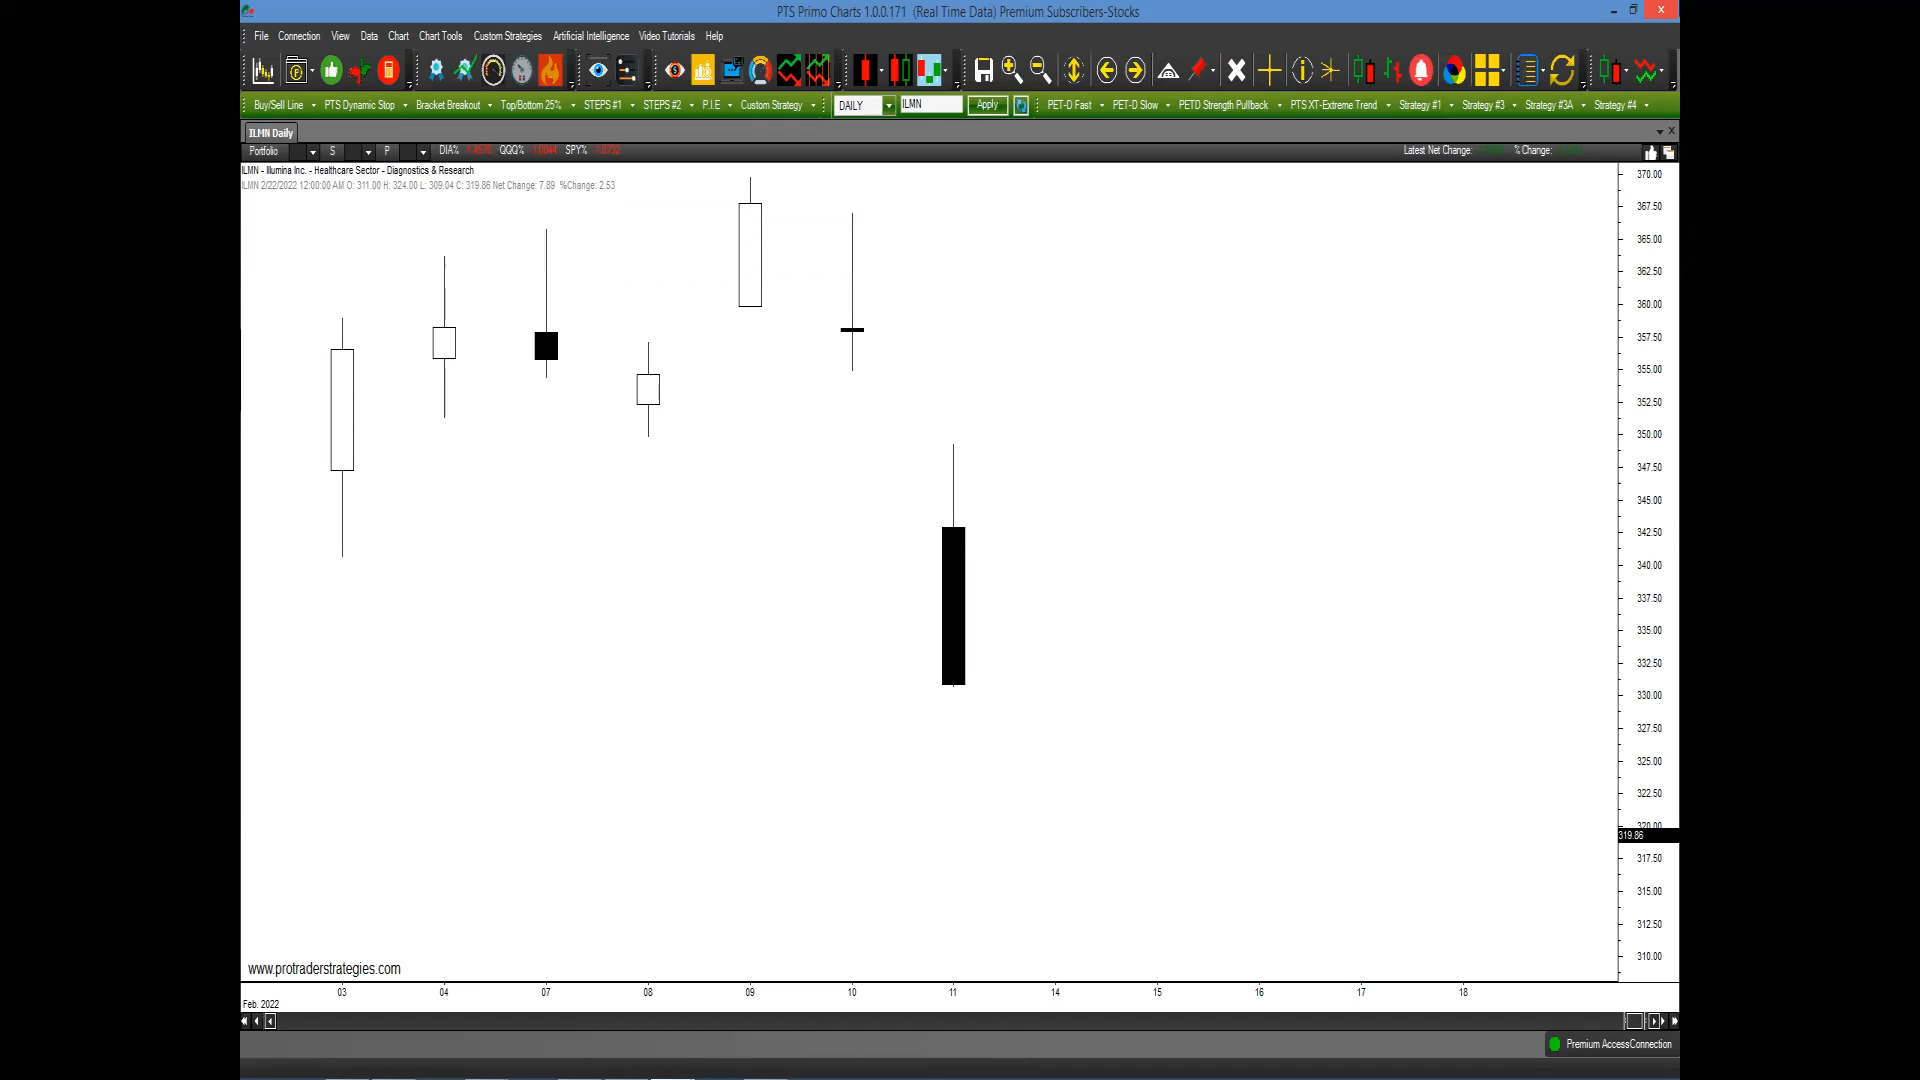 PTS Primo Charts 1.0.0.171 (Real Time Data) Premium Subscribers-Stocks
File Connection View Data Chart Chart Tools Custom Strategies Artificial Intelligence Video Tutorials Help
Buy/Sell Line PTS Dynamic Stop Bracket Breakout Top/Bottom 25% STEPS #1 STEPS #2 P.I.E Custom Strategy DAILY ILMN Apply PET-D Fast PET-D Slow PETD Strength Pullback PTS XT-Extreme Trend Strategy #1 Strategy #3 Strategy #3A Strategy #4
ILMN Daily
Portfolio S P DIA% QQQ% SPY% Latest Net Change: % Change:
ILMN - Illumina Inc. - Healthcare Sector - Diagnostics & Research
ILMN 2/22/2022 12:00:00 AM O: 311.00 H: 324.00 L: 309.04 C: 319.86 Net Change: 7.89 %Change: 2.53
370.00
367.50
365.00
362.50
360.00
357.50
355.00
352.50
350.00
347.50
345.00
342.50
340.00
337.50
335.00
332.50
330.00
327.50
325.00
322.50
320.00
319.86
317.50
315.00
312.50
310.00
www.protraderstrategies.com
03 04 07 08 09 10 11 14 15 16 17 18
Feb. 2022
Premium AccessConnection